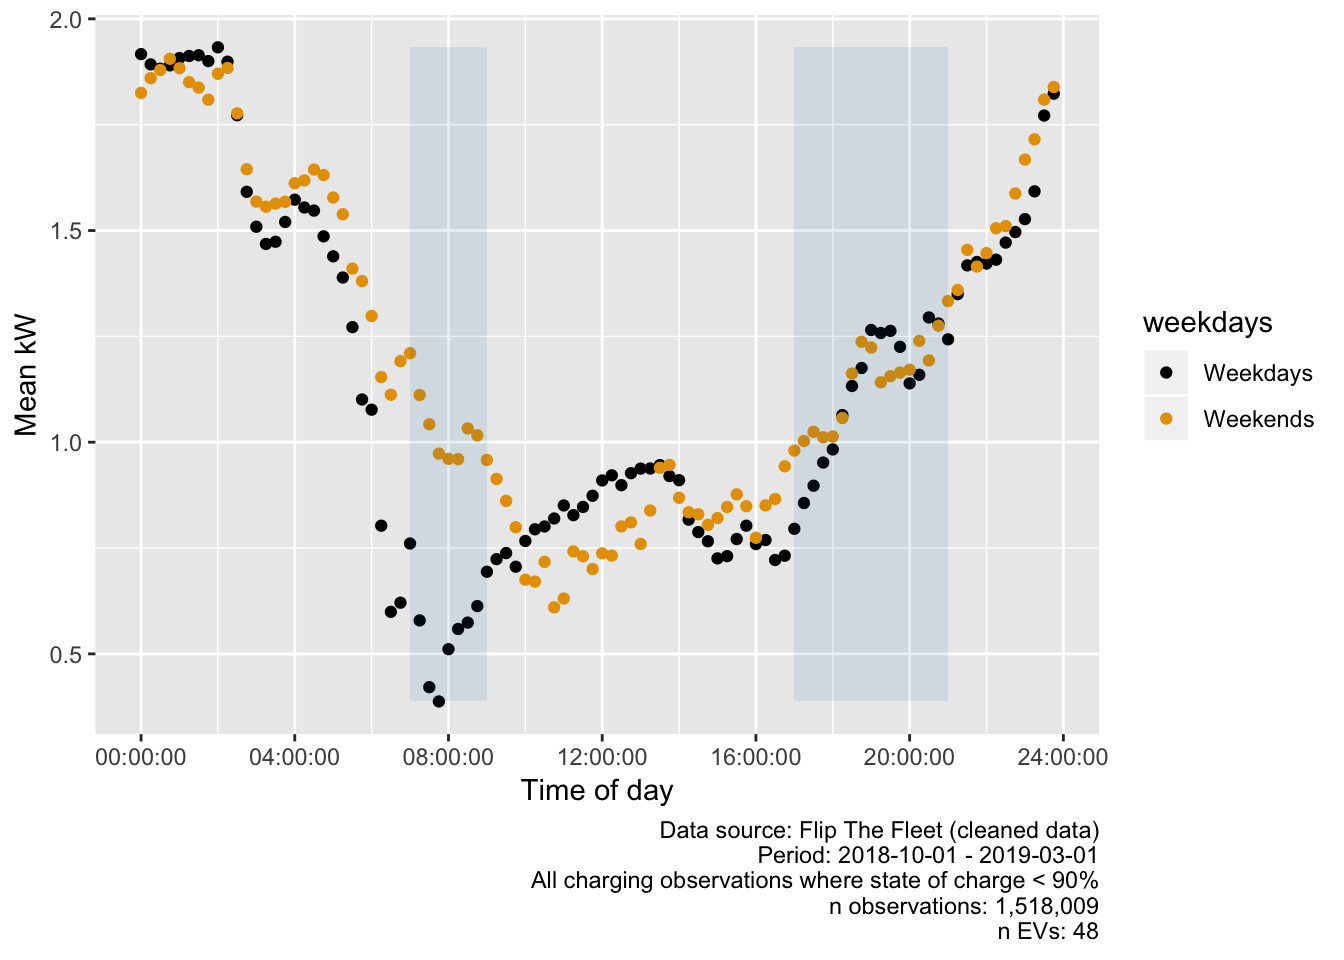 2.0
1.5
1.0
0.5
Mean kW
00:00:00 04:00:00 08:00:00 12:00:00 16:00:00 20:00:00 24:00:00
Time of day
weekdays
Weekdays
Weekends
Data source: Flip The Fleet (cleaned data)
Period: 2018-10-01 - 2019-03-01
All charging observations where state of charge < 90%
n observations: 1,518,009
n EVs: 48